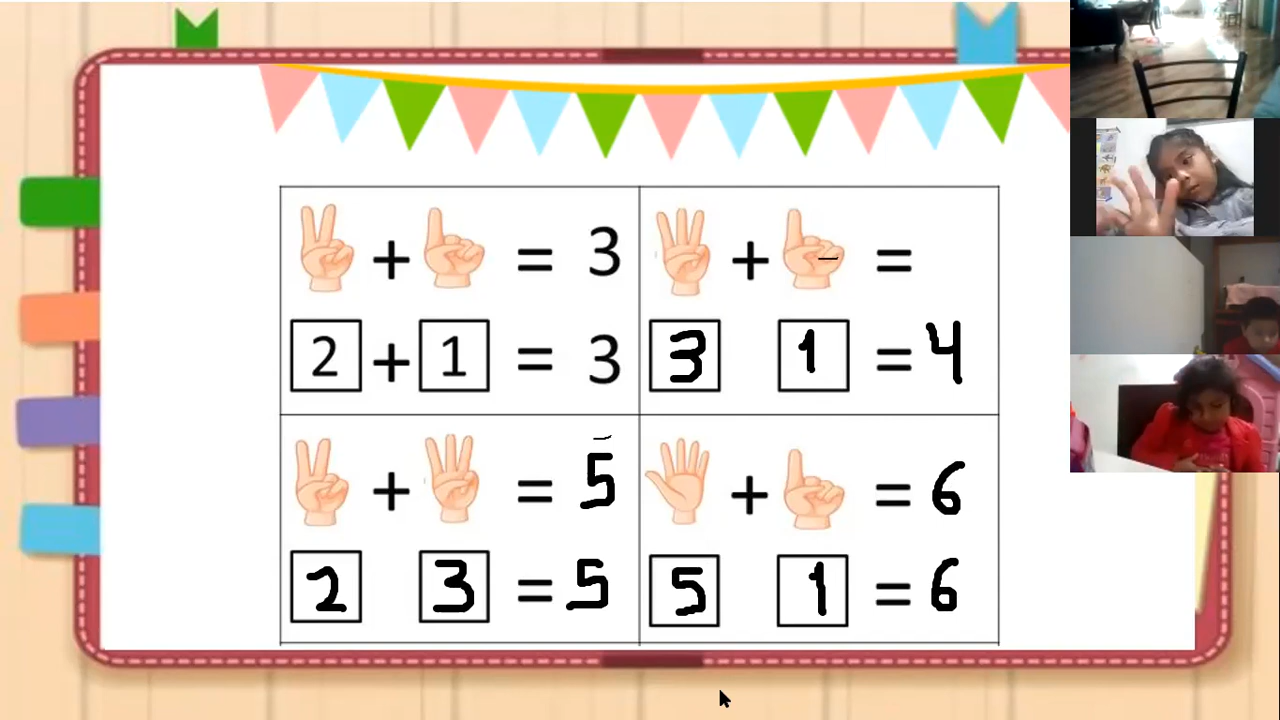 + = 3
2 + 1 = 3
+ =
3 1 = 4
+ = 5
2 3 = 5
+ = 6
5 1 = 6